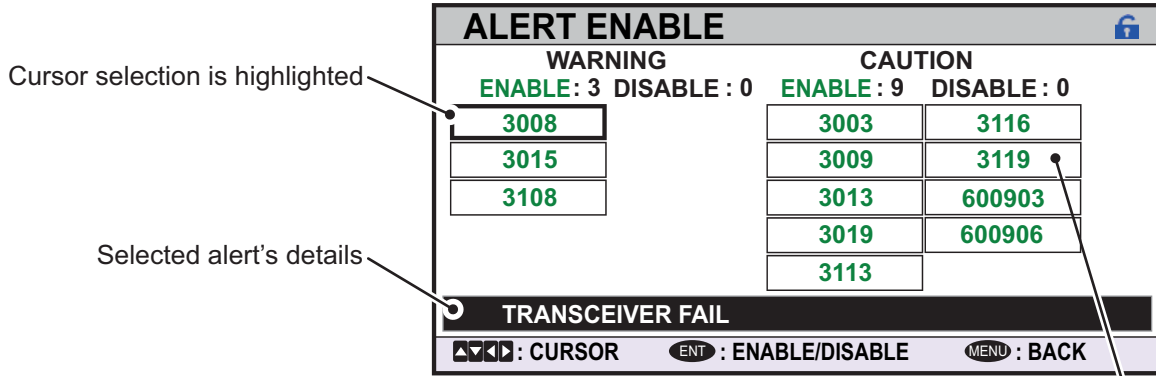 ALERT ENABLE
WARNING CAUTION
Cursor selection is highlighted
ENABLE: 3 DISABLE : 0 ENABLE : 9 DISABLE : 0
3008 3003 3116
3015 3009 3119
3108 3013 600903
3019 600906
Selected alert's details
3113
TRANSCEIVER FAIL
: CURSOR ENT : ENABLE/DISABLE MENU : BACK